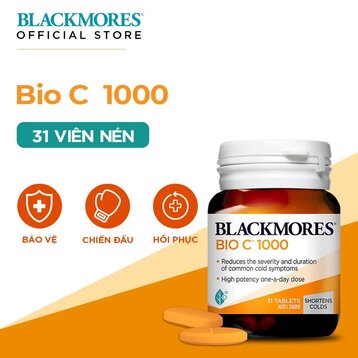 BLACKMORES®
OFFICIAL STORE
Bio C 1000
31 VIÊN NÉN
BẢO VỆ
CHIẾN ĐẤU
HỒI PHỤC
BLACKMORES®
BIO C® 1000
• Reduces the severity and duration
of common cold symptoms
• High potency one-a-day dose
31 TABLETS
SHORTENS
COLDS